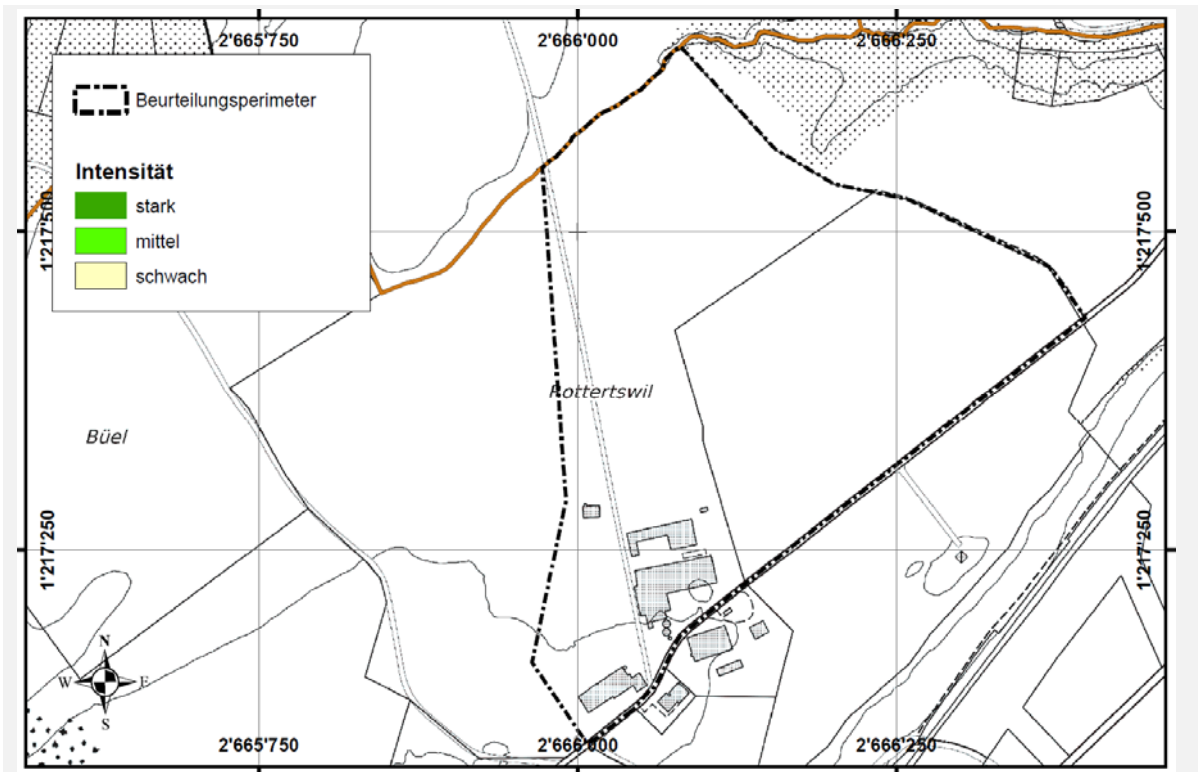 2'665'750
2'666'000
2'666'250
Beurteilungsperimeter
Intensität
stark
mittel
schwach
1'217'500
1'217'500
Rottertswil
Büel
1'217'250
1'217'250
N
W E
S
2'665'750
2'666'000
2'666'250